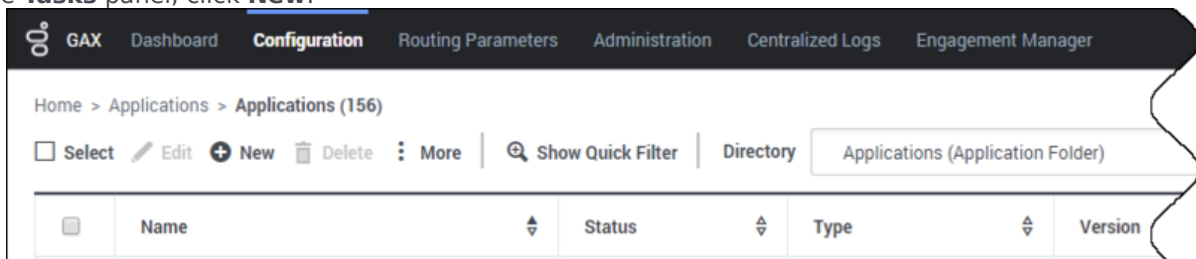 Tasks panel, click New.
GAX Dashboard Configuration Routing Parameters Administration Centralized Logs Engagement Manager
Home > Applications > Applications (156)
Select Edit New Delete More Show Quick Filter Directory Applications (Application Folder)
Name Status Type Version